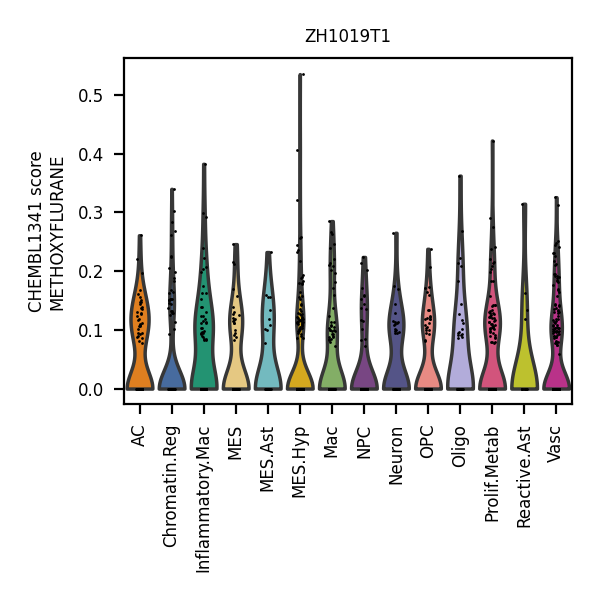 ZH1019T1
CHEMBL1341 score
METHOXYFLURANE
0.5
0.4
0.3
0.2
0.1
0.0
AC
Chromatin.Reg
Inflammatory.Mac
MES
MES.Ast
MES.Hyp
Mac
NPC
Neuron
OPC
Oligo
Prolif.Metab
Reactive.Ast
Vasc